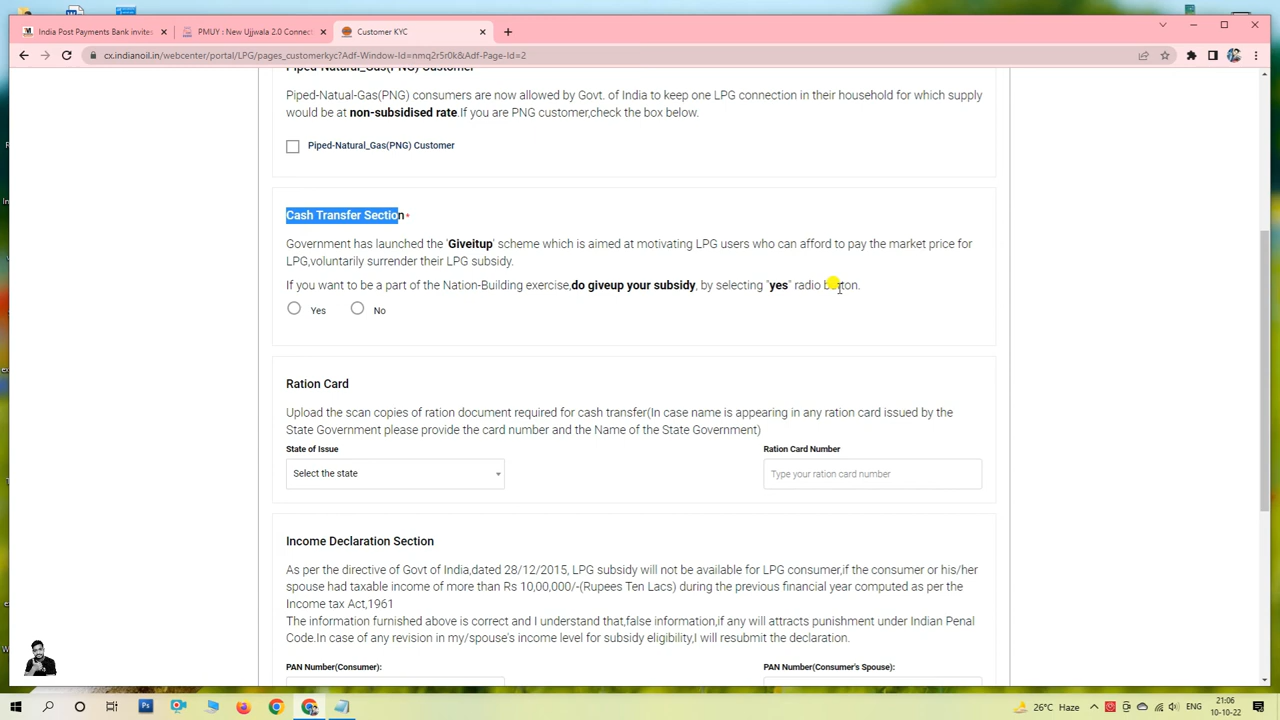 India Post Payments Bank invites
PMUY : New Ujjwala 2.0 Connect
Customer KYC
cx.indianoil.in/webcenter/portal/LPG/pages_customerkyc?Adf-Window-Id=nmq2r5r0k&Adf-Page-Id=2
Piped-Natural_Gas(PNG) Customer
Piped-Natual-Gas(PNG) consumers are now allowed by Govt. of India to keep one LPG connection in their household for which supply
would be at non-subsidised rate.If you are PNG customer,check the box below.
Piped-Natural_Gas(PNG) Customer
Cash Transfer Section*
Government has launched the 'Giveitup' scheme which is aimed at motivating LPG users who can afford to pay the market price for
LPG,voluntarily surrender their LPG subsidy.
If you want to be a part of the Nation-Building exercise,do giveup your subsidy, by selecting "yes" radio button.
Yes No
Ration Card
Upload the scan copies of ration document required for cash transfer(In case name is appearing in any ration card issued by the
State Government please provide the card number and the Name of the State Government)
State of Issue Ration Card Number
Select the state Type your ration card number
Income Declaration Section
As per the directive of Govt of India,dated 28/12/2015, LPG subsidy will not be available for LPG consumer,if the consumer or his/her
spouse had taxable income of more than Rs 10,00,000/-(Rupees Ten Lacs) during the previous financial year computed as per the
Income tax Act,1961
The information furnished above is correct and I understand that,false information,if any will attracts punishment under Indian Penal
Code.In case of any revision in my/spouse's income level for subsidy eligibility,I will resubmit the declaration.
PAN Number(Consumer): PAN Number(Consumer's Spouse):
26°C Haze ENG 21:06
10-10-22